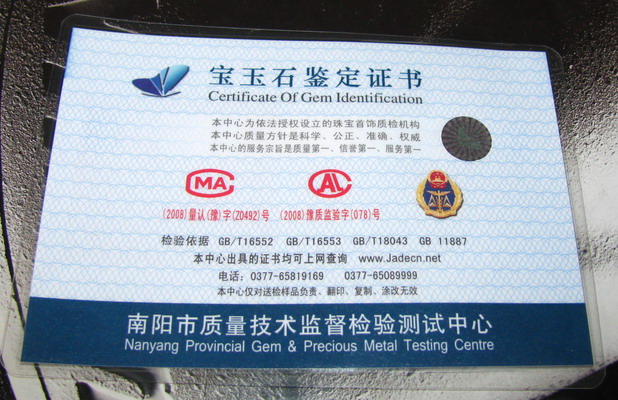 宝玉石鉴定证书
Certificate Of Gem Identification
本中心为依法授权设立的珠宝首饰质检机构
本中心质量方针是科学、公正、准确、权威
本中心的服务宗旨是质量第一、信誉第一、服务第一
MA
AL
(2008)量认(豫)字(Z0492)号 (2008)豫质监验字(078)号
检验依据 GB/T16552 GB/T16553 GB/T18043 GB 11887
本中心出具的证书均可上网查询 www.Jadecn.net
电话：0377-65819169 0377-65089999
本中心仅对送检样品负责、翻印、复制、涂改无效
南阳市质量技术监督检验测试中心
Nanyang Provincial Gem & Precious Metal Testing Centre